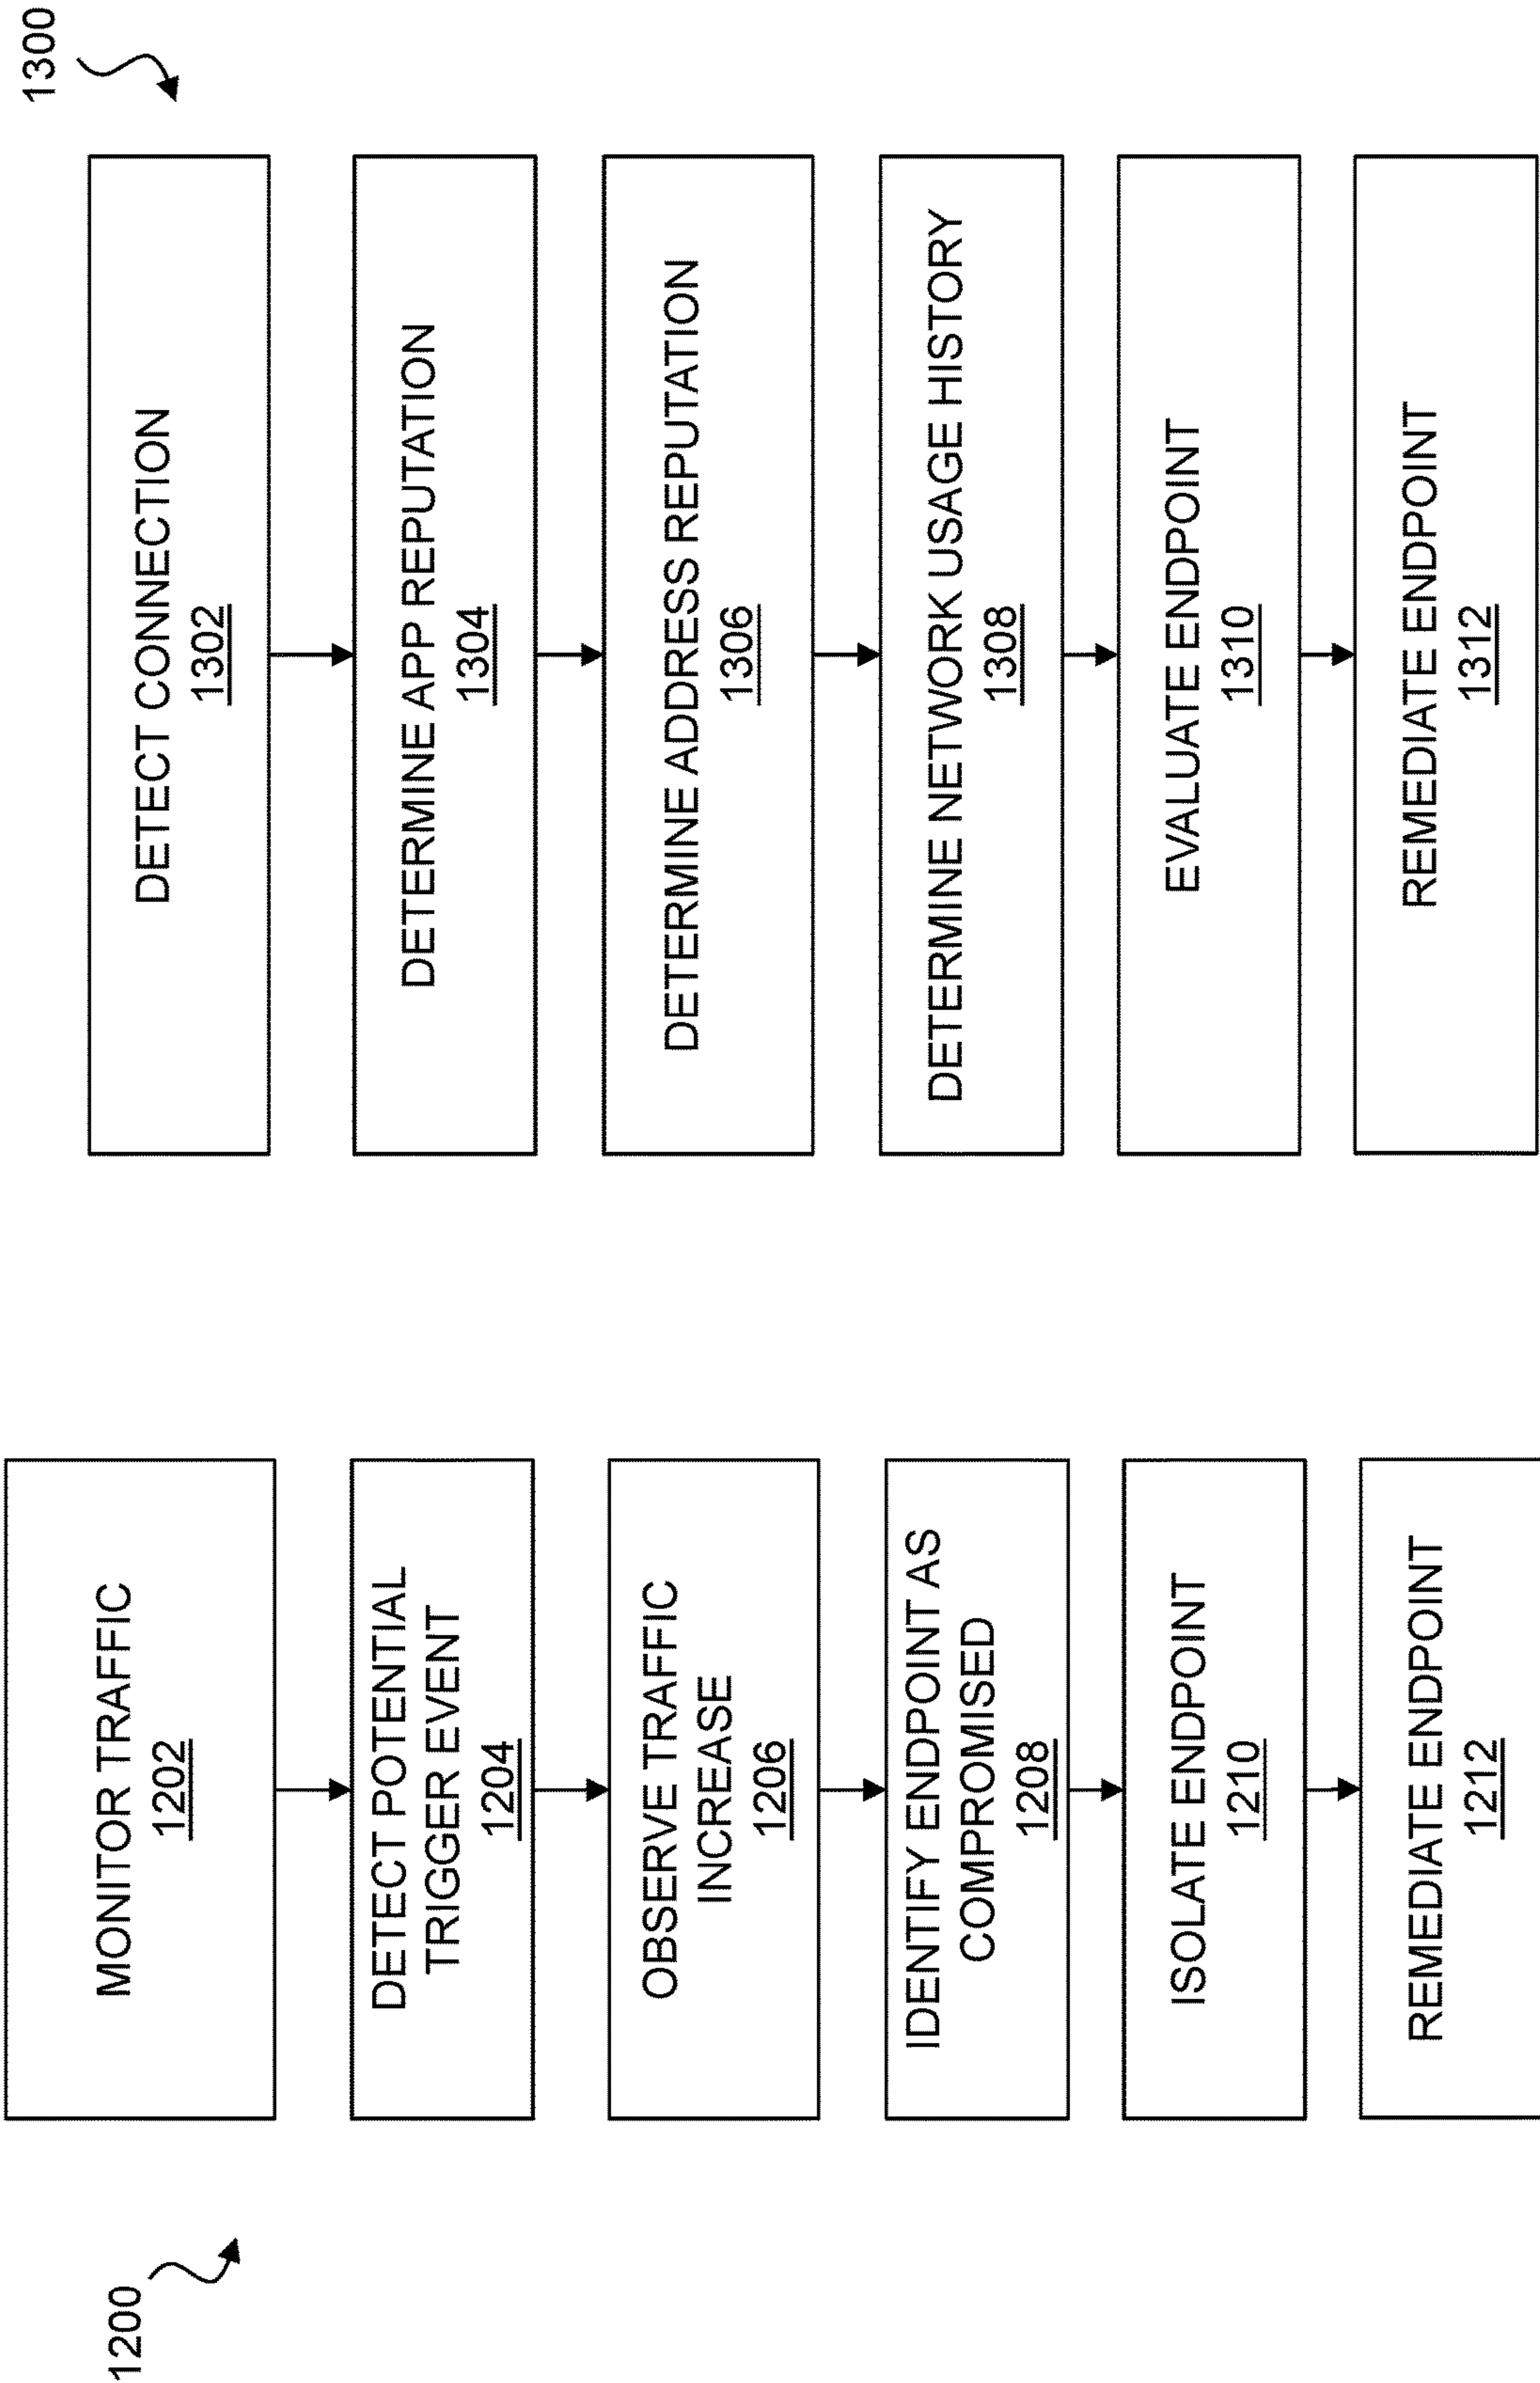 1200
MONITOR TRAFFIC
1202
DETECT POTENTIAL
TRIGGER EVENT
1204
OBSERVE TRAFFIC
INCREASE
1206
IDENTIFY ENDPOINT AS
COMPROMISED
1208
ISOLATE ENDPOINT
1210
REMEDIATE ENDPOINT
1212
1300
DETECT CONNECTION
1302
DETERMINE APP REPUTATION
1304
DETERMINE ADDRESS REPUTATION
1306
DETERMINE NETWORK USAGE HISTORY
1308
EVALUATE ENDPOINT
1310
REMEDIATE ENDPOINT
1312